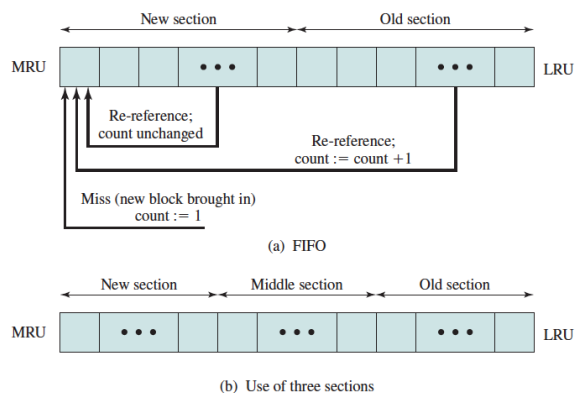 New section Old section
MRU LRU
Re-reference;
count unchanged
Re-reference;
count := count +1
Miss (new block brought in)
count := 1
(a) FIFO
New section Middle section Old section
MRU LRU
(b) Use of three sections